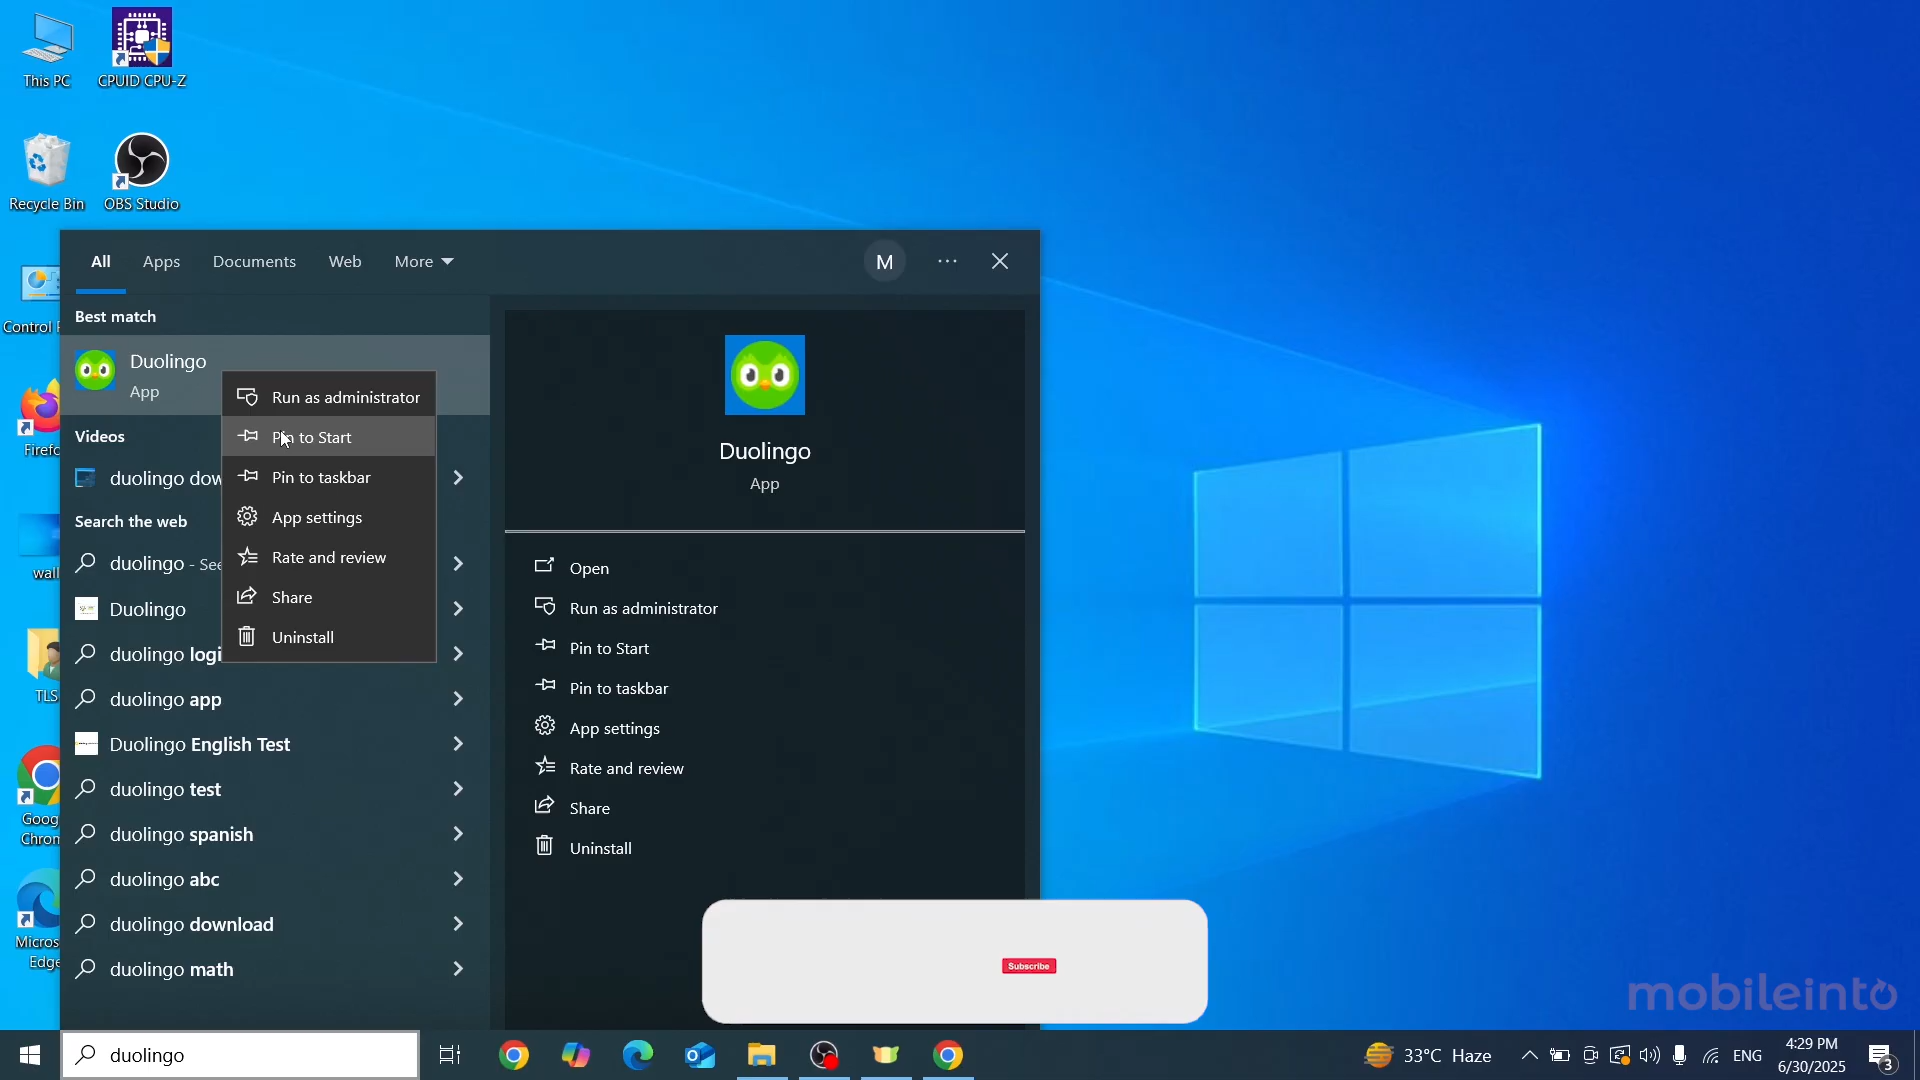 This PC
CPUID CPU-Z
Recycle Bin
OBS Studio
All
Apps
Documents
Web
More
M
Best match
Duolingo
App
Run as administrator
Pin to Start
Pin to taskbar
App settings
Rate and review
Share
Uninstall
Videos
duolingo dow
Search the web
duolingo - See
Duolingo
duolingo logi
duolingo app
Duolingo English Test
duolingo test
duolingo spanish
duolingo abc
duolingo download
duolingo math
Duolingo
App
Open
Run as administrator
Pin to Start
Pin to taskbar
App settings
Rate and review
Share
Uninstall
Control
Firefo
wall
TLS
Goog
Chrom
Micros
Edge
Subscribe
mobileinto
duolingo
33°C Haze
ENG
4:29 PM
6/30/2025
3